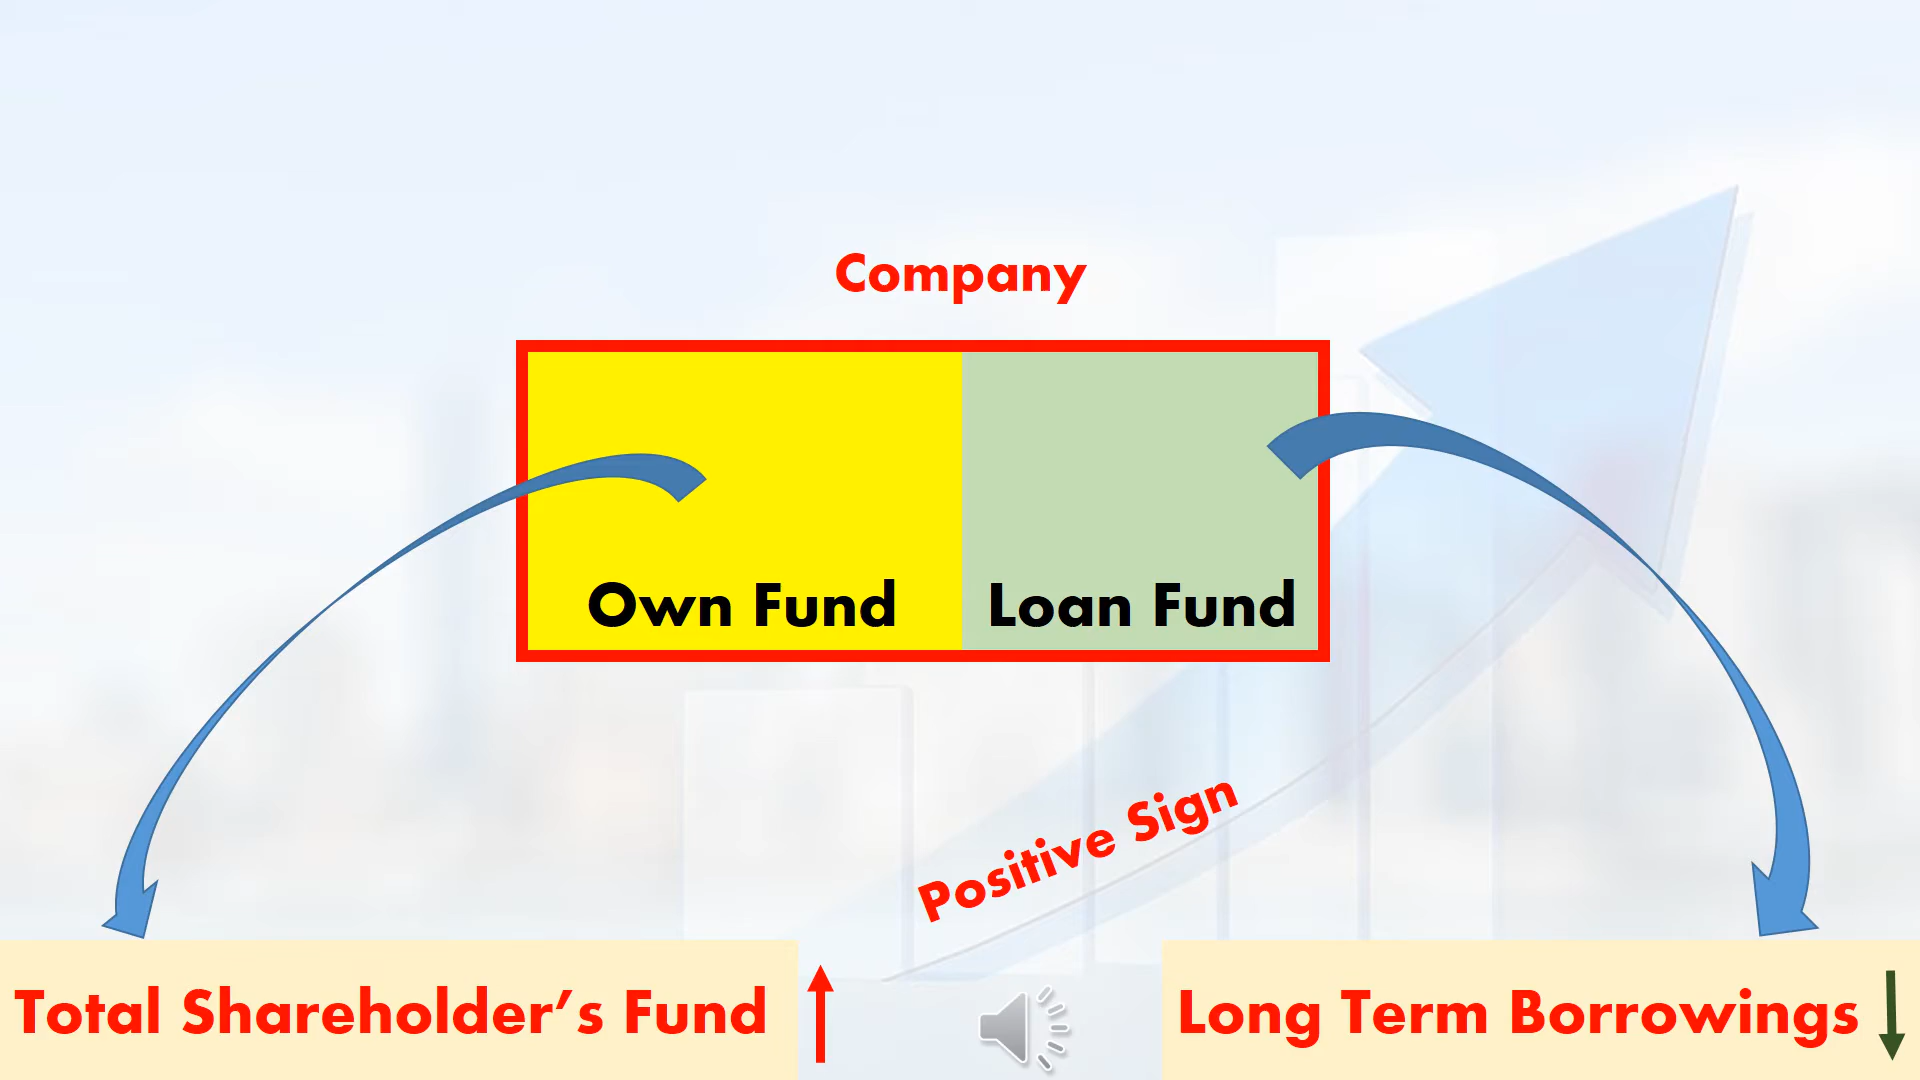 Company
Own Fund
Loan Fund
Positive Sign
Total Shareholder’s Fund
Long Term Borrowings